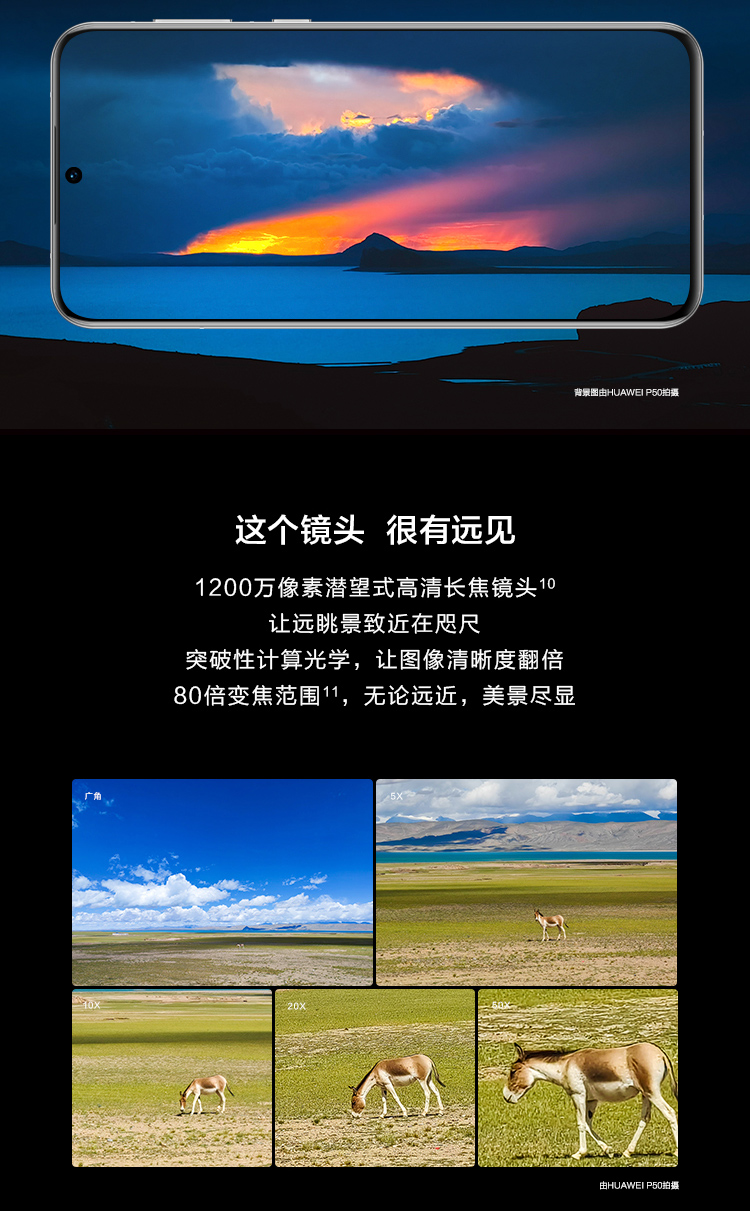 背景图由HUAWEI P50拍摄
这个镜头 很有远见
1200万像素潜望式高清长焦镜头10
让远眺景致近在咫尺
突破性计算光学，让图像清晰度翻倍
80倍变焦范围11，无论远近，美景尽显
广角
5X
10X
20X
50X
由HUAWEI P50拍摄